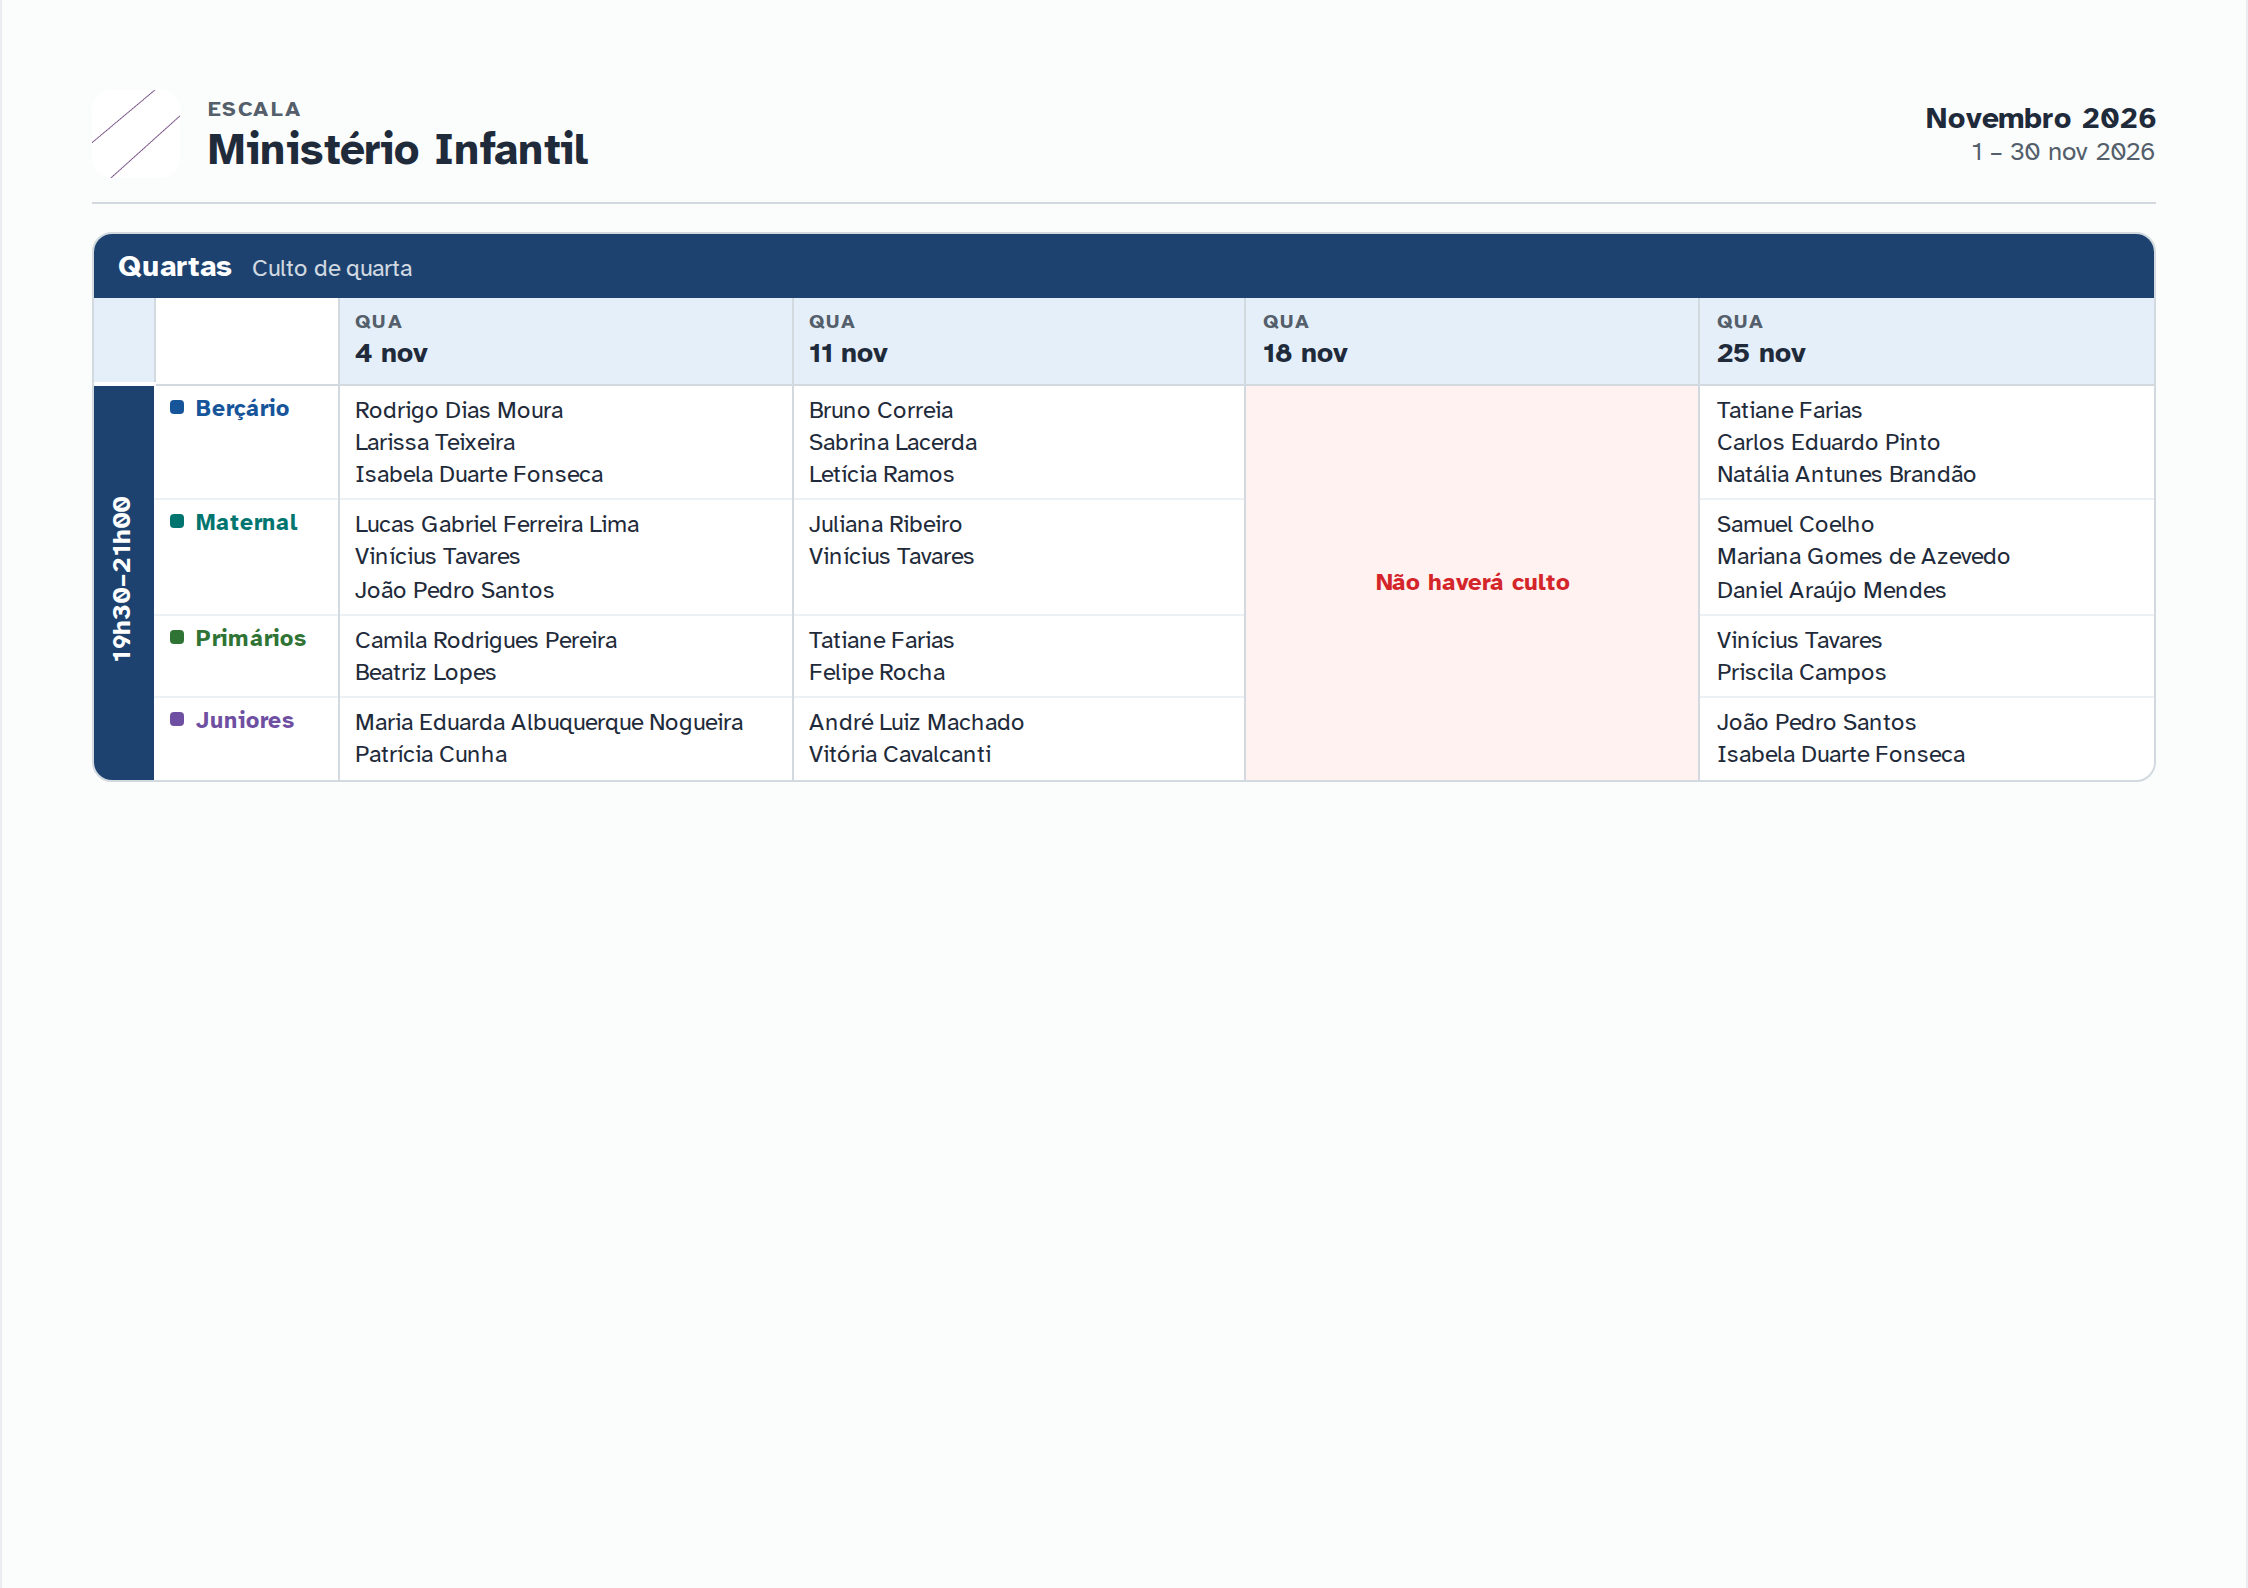 ESCALA
Ministério Infantil
Novembro 2026
1 – 30 nov 2026
Quartas Culto de quarta
QUA
4 nov
QUA
11 nov
QUA
18 nov
QUA
25 nov
19h30–21h00
Berçário
Rodrigo Dias Moura
Larissa Teixeira
Isabela Duarte Fonseca
Bruno Correia
Sabrina Lacerda
Letícia Ramos
Não haverá culto
Tatiane Farias
Carlos Eduardo Pinto
Natália Antunes Brandão
Maternal
Lucas Gabriel Ferreira Lima
Vinícius Tavares
João Pedro Santos
Juliana Ribeiro
Vinícius Tavares
Samuel Coelho
Mariana Gomes de Azevedo
Daniel Araújo Mendes
Primários
Camila Rodrigues Pereira
Beatriz Lopes
Tatiane Farias
Felipe Rocha
Vinícius Tavares
Priscila Campos
Juniores
Maria Eduarda Albuquerque Nogueira
Patrícia Cunha
André Luiz Machado
Vitória Cavalcanti
João Pedro Santos
Isabela Duarte Fonseca